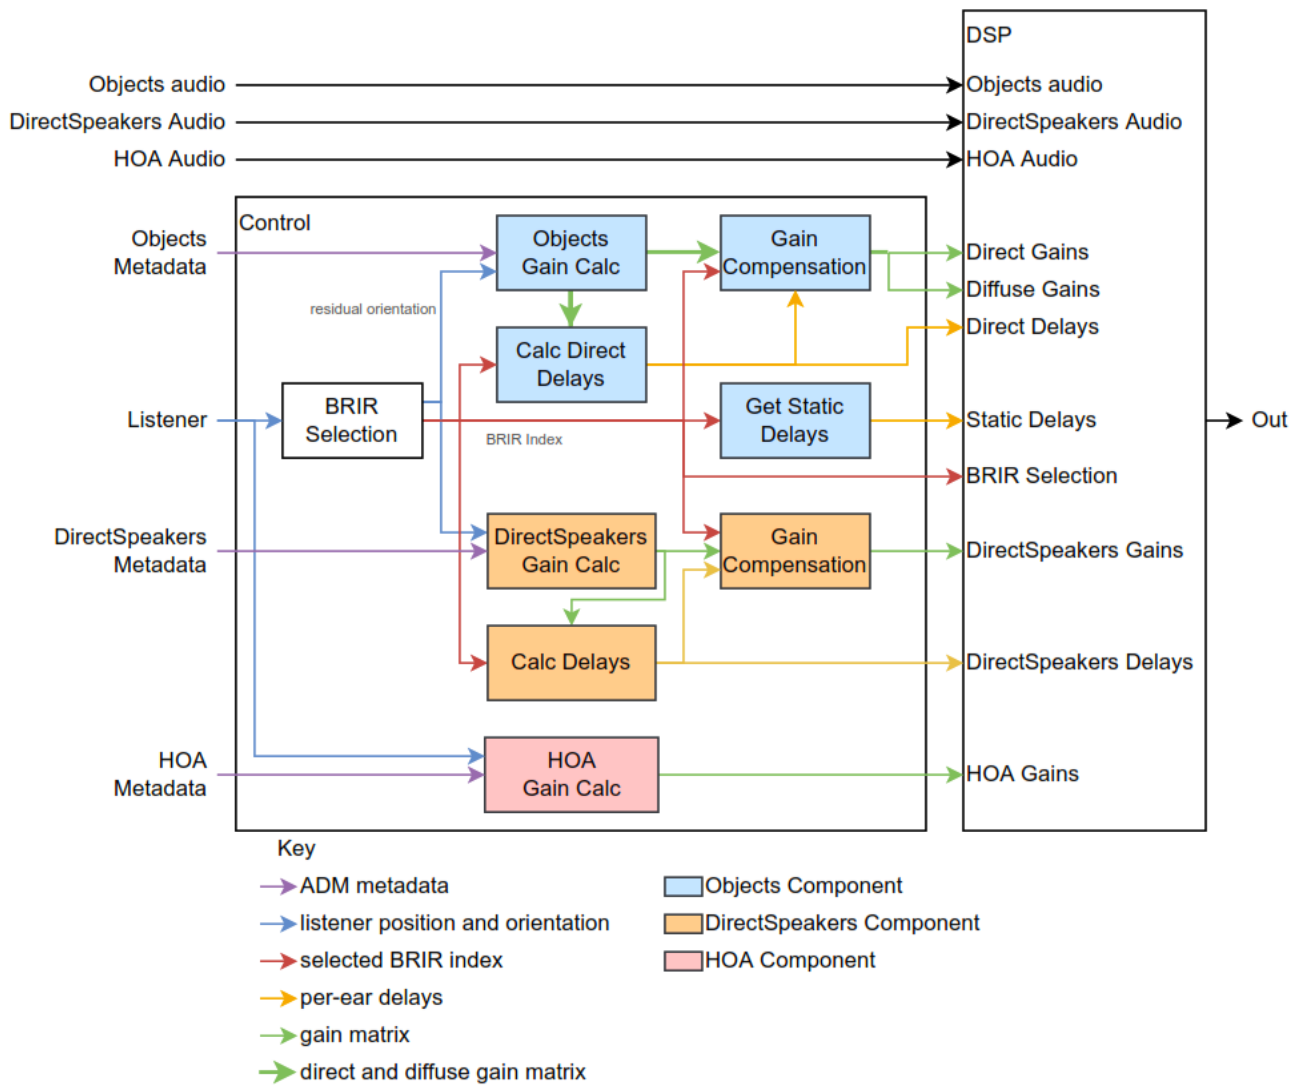 DSP
Objects audio
Objects audio
DirectSpeakers Audio
DirectSpeakers Audio
HOA Audio
HOA Audio
Control
Objects
Metadata
Objects
Gain Calc
Gain
Compensation
Direct Gains
Diffuse Gains
residual orientation
Direct Delays
Calc Direct
Delays
Listener
BRIR
Selection
BRIR Index
Get Static
Delays
Static Delays
Out
BRIR Selection
DirectSpeakers
Metadata
DirectSpeakers
Gain Calc
Gain
Compensation
DirectSpeakers Gains
Calc Delays
DirectSpeakers Delays
HOA
Metadata
HOA
Gain Calc
HOA Gains
Key
ADM metadata
listener position and orientation
selected BRIR index
per-ear delays
gain matrix
direct and diffuse gain matrix
Objects Component
DirectSpeakers Component
HOA Component